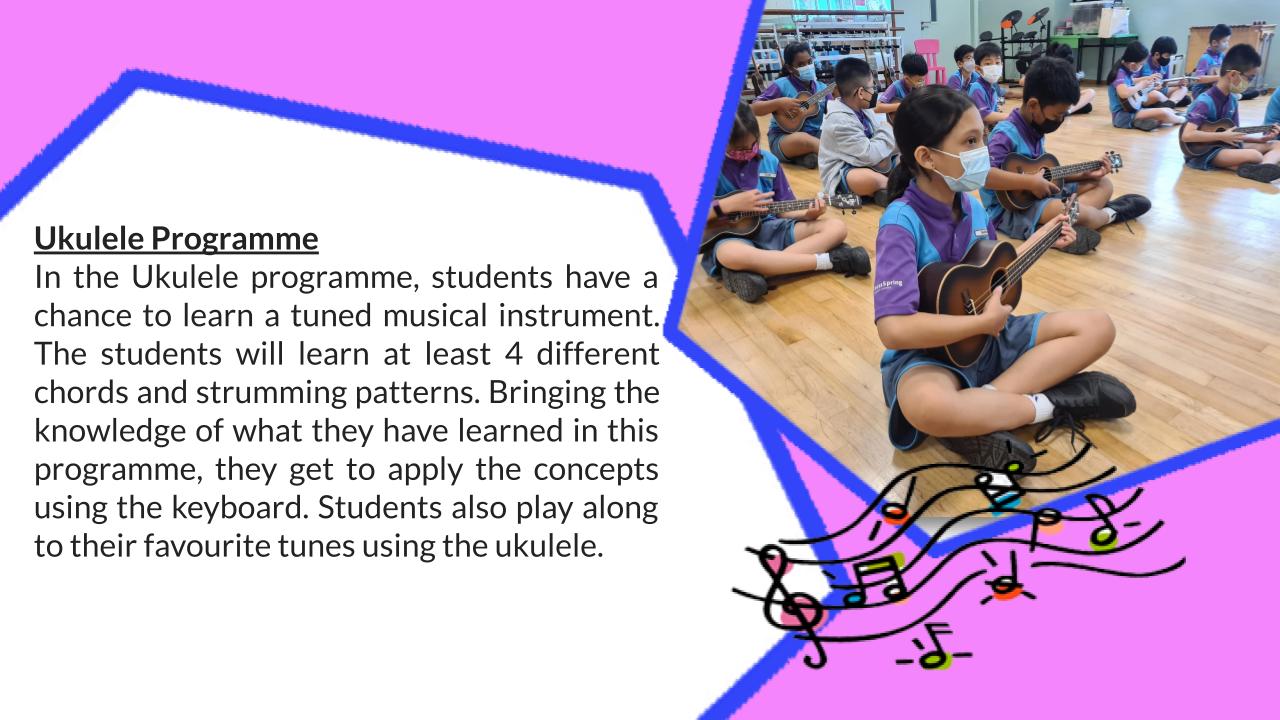 Ukulele Programme
In the Ukulele programme, students have a
chance to learn a tuned musical instrument.
The students will learn at least 4 different
chords and strumming patterns. Bringing the
knowledge of what they have learned in this
programme, they get to apply the concepts
using the keyboard. Students also play along
to their favourite tunes using the ukulele.